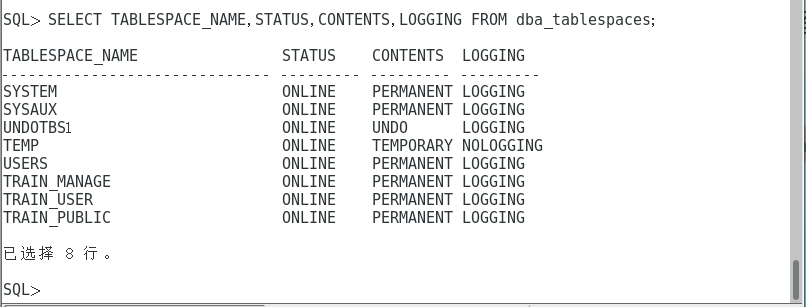 SQL> SELECT TABLESPACE_NAME,STATUS,CONTENTS,LOGGING FROM dba_tablespaces;
TABLESPACE_NAME STATUS CONTENTS LOGGING
------------------------------ --------- --------- ---------
SYSTEM ONLINE PERMANENT LOGGING
SYSAUX ONLINE PERMANENT LOGGING
UNDOTBS1 ONLINE UNDO LOGGING
TEMP ONLINE TEMPORARY NOLOGGING
USERS ONLINE PERMANENT LOGGING
TRAIN_MANAGE ONLINE PERMANENT LOGGING
TRAIN_USER ONLINE PERMANENT LOGGING
TRAIN_PUBLIC ONLINE PERMANENT LOGGING
已选择 8 行。
SQL>